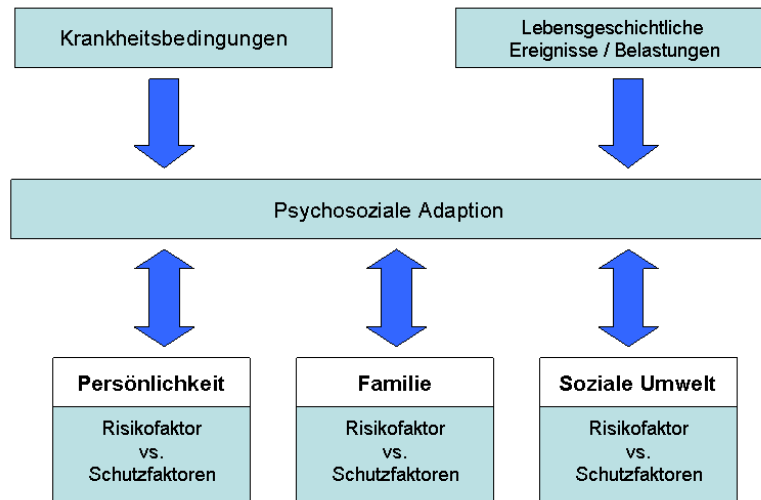 Krankheitsbedingungen
Lebensgeschichtliche
Ereignisse / Belastungen
Psychosoziale Adaption
Persönlichkeit
Risikofaktor
vs.
Schutzfaktoren
Familie
Risikofaktor
vs.
Schutzfaktoren
Soziale Umwelt
Risikofaktor
vs.
Schutzfaktoren